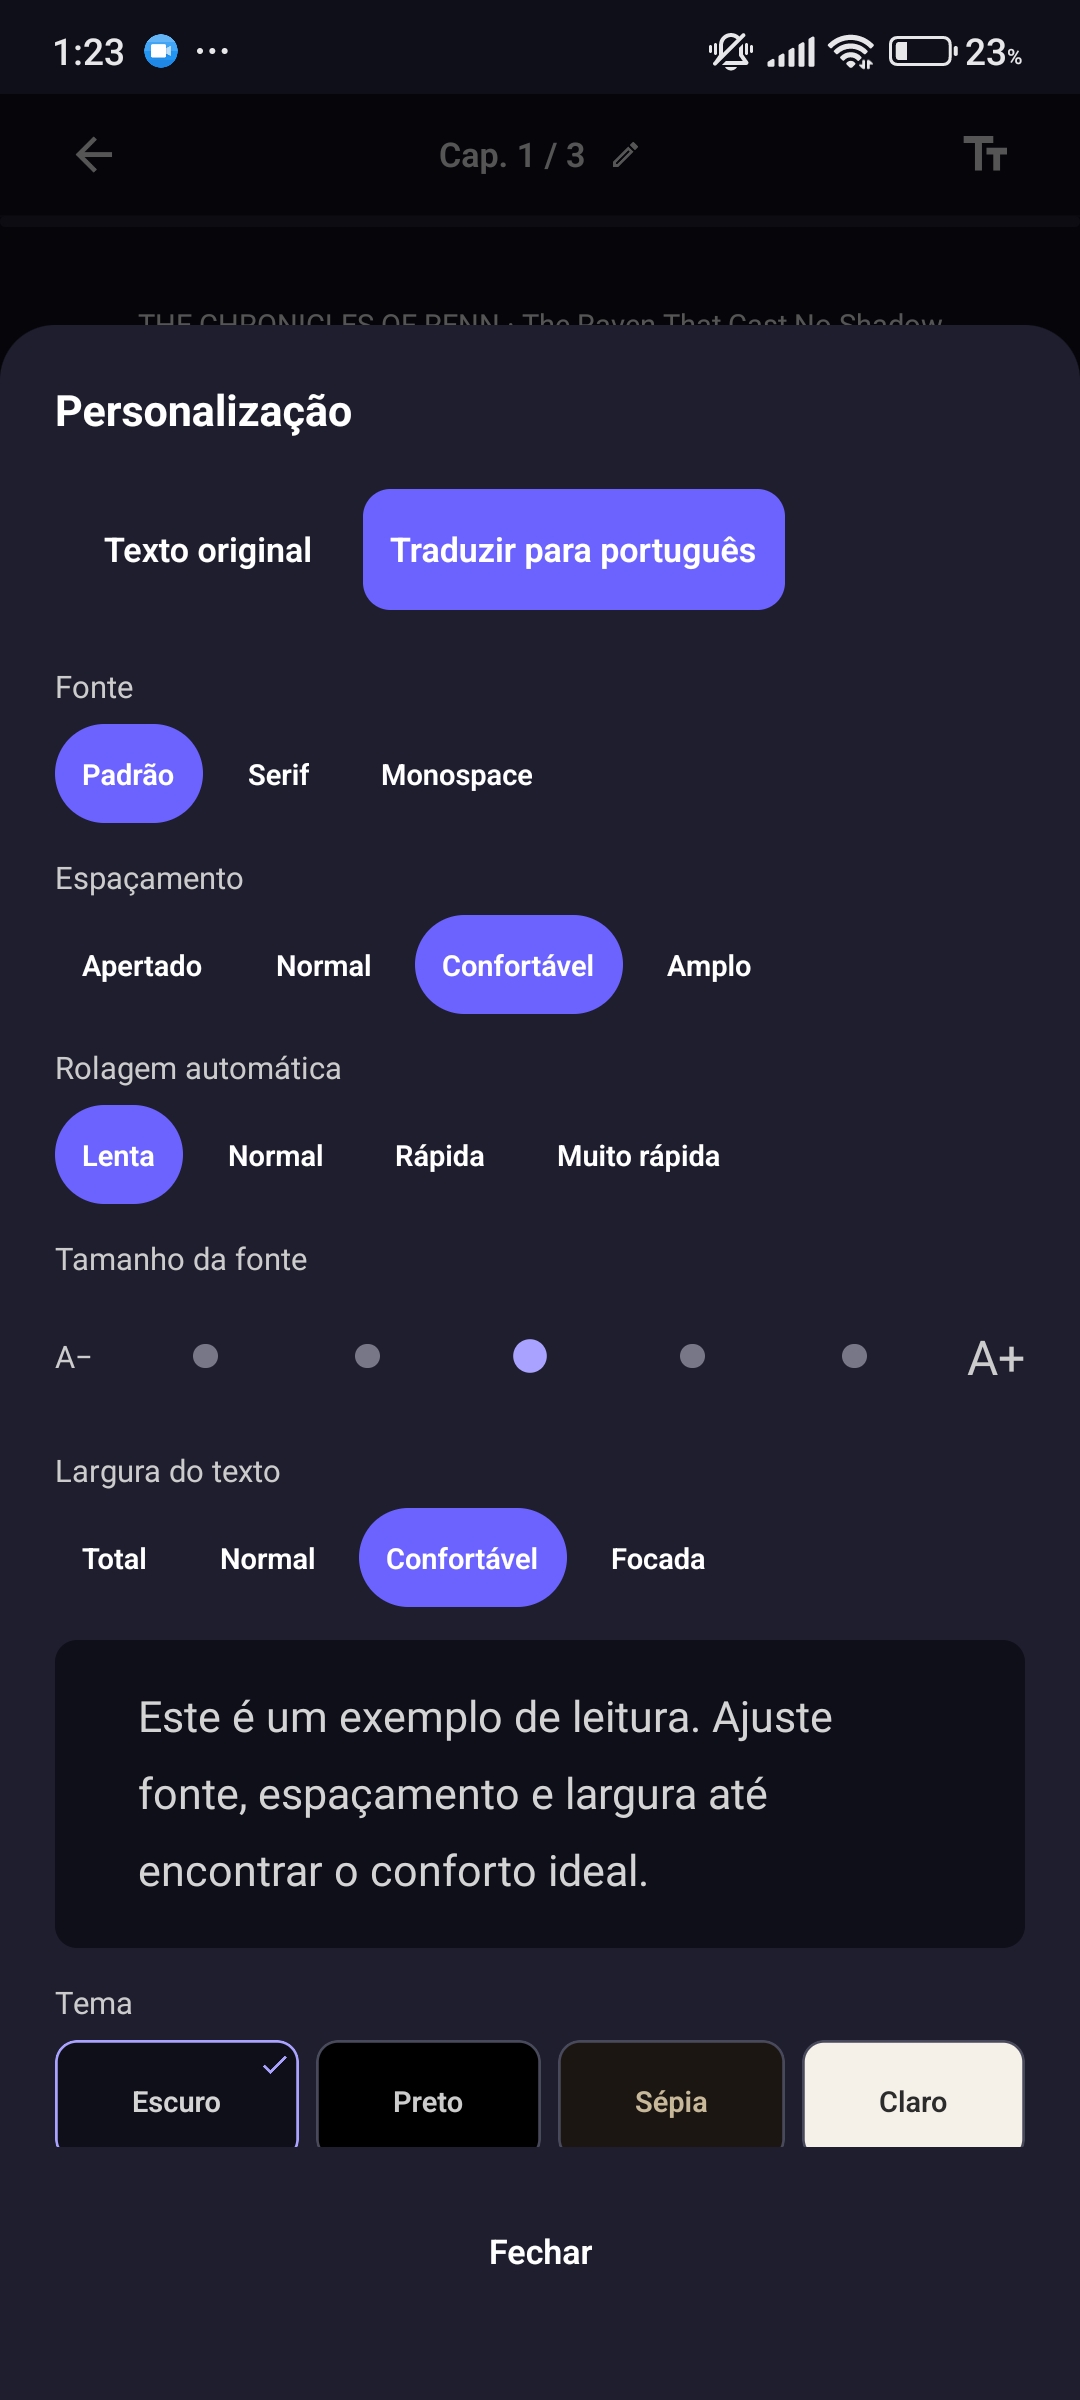 1:23
23%
Cap. 1 / 3
THE CHRONICLES OF PENN · The Raven That Cast No Shadow
Personalização
Texto original Traduzir para português
Fonte
Padrão Serif Monospace
Espaçamento
Apertado Normal Confortável Amplo
Rolagem automática
Lenta Normal Rápida Muito rápida
Tamanho da fonte
A− A+
Largura do texto
Total Normal Confortável Focada
Este é um exemplo de leitura. Ajuste
fonte, espaçamento e largura até
encontrar o conforto ideal.
Tema
Escuro Preto Sépia Claro
Fechar